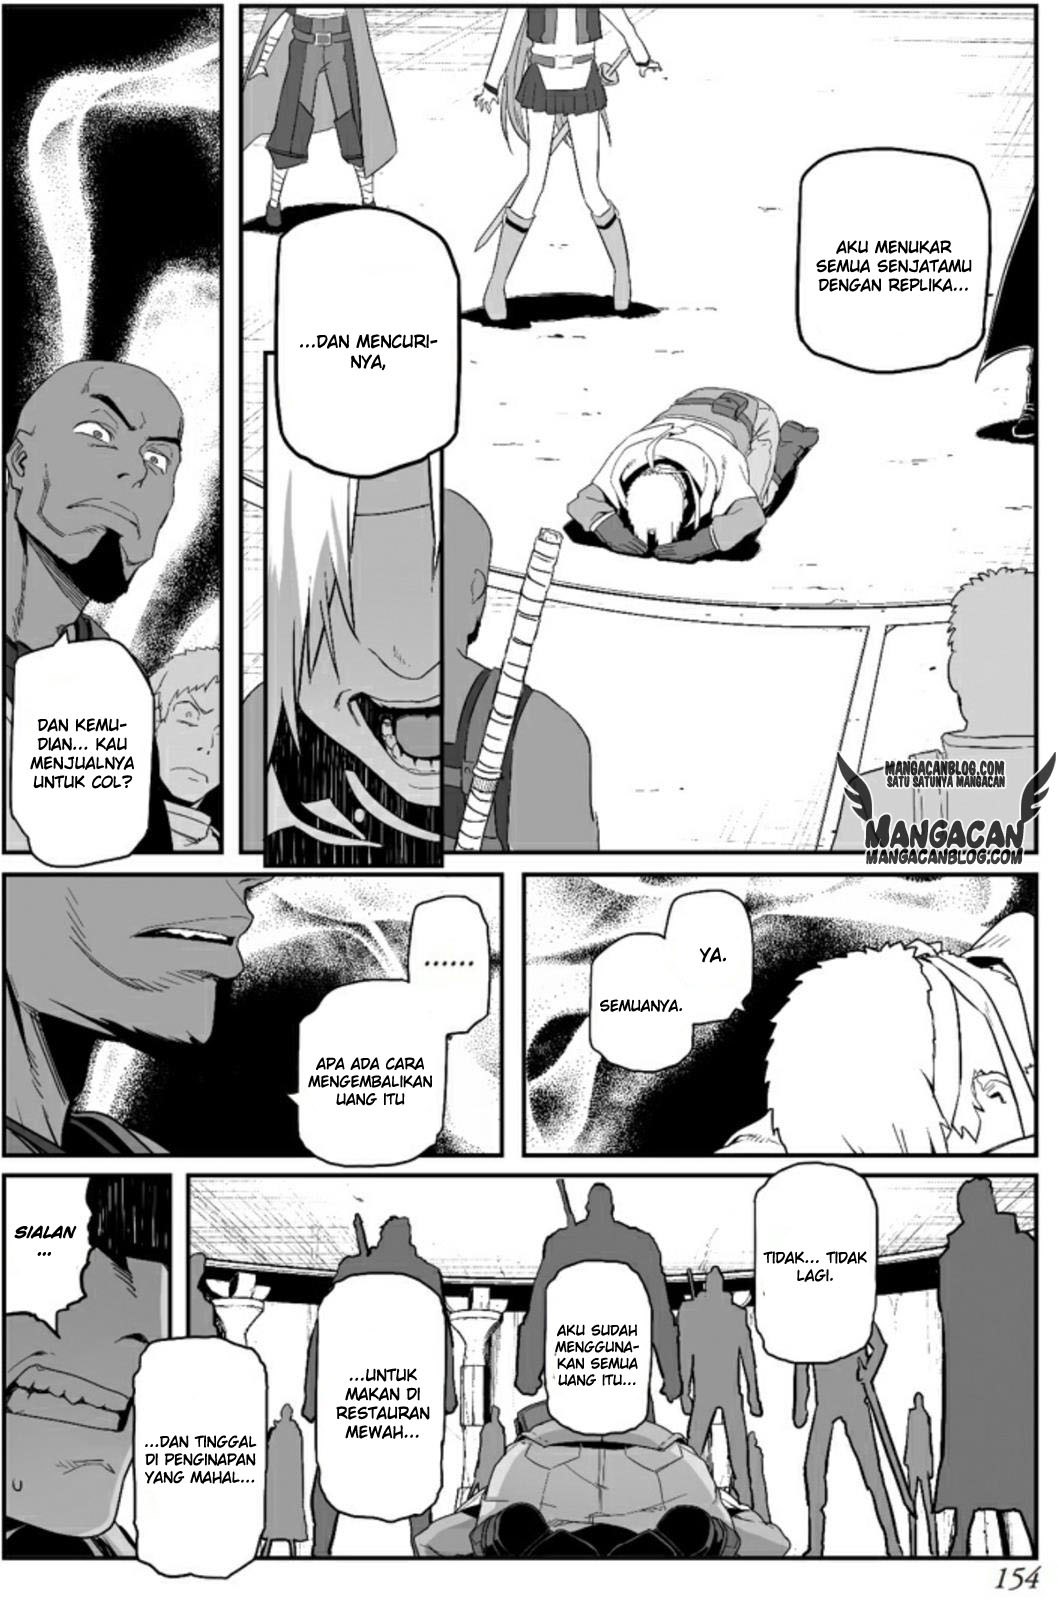 AKU MENUKAR
SEMUA SENJATAMU
DENGAN REPLIKA...
...DAN MENCURI-
NYA,
DAN KEMU-
DIAN... KAU
MENJUALNYA
UNTUK COL?
MANGACANBLOG.COM
SATU SATUNYA MANGACAN
MANGACAN
MANGACANBLOG.COM
YA.
SEMUANYA.
......
APA ADA CARA
MENGEMBALIKAN
UANG ITU
TIDAK... TIDAK
LAGI.
AKU SUDAH
MENGGUNA-
KAN SEMUA
UANG ITU...
...UNTUK
MAKAN DI
RESTAURAN
MEWAH...
...DAN TINGGAL
DI PENGINAPAN
YANG MAHAL...
SIALAN
...
154